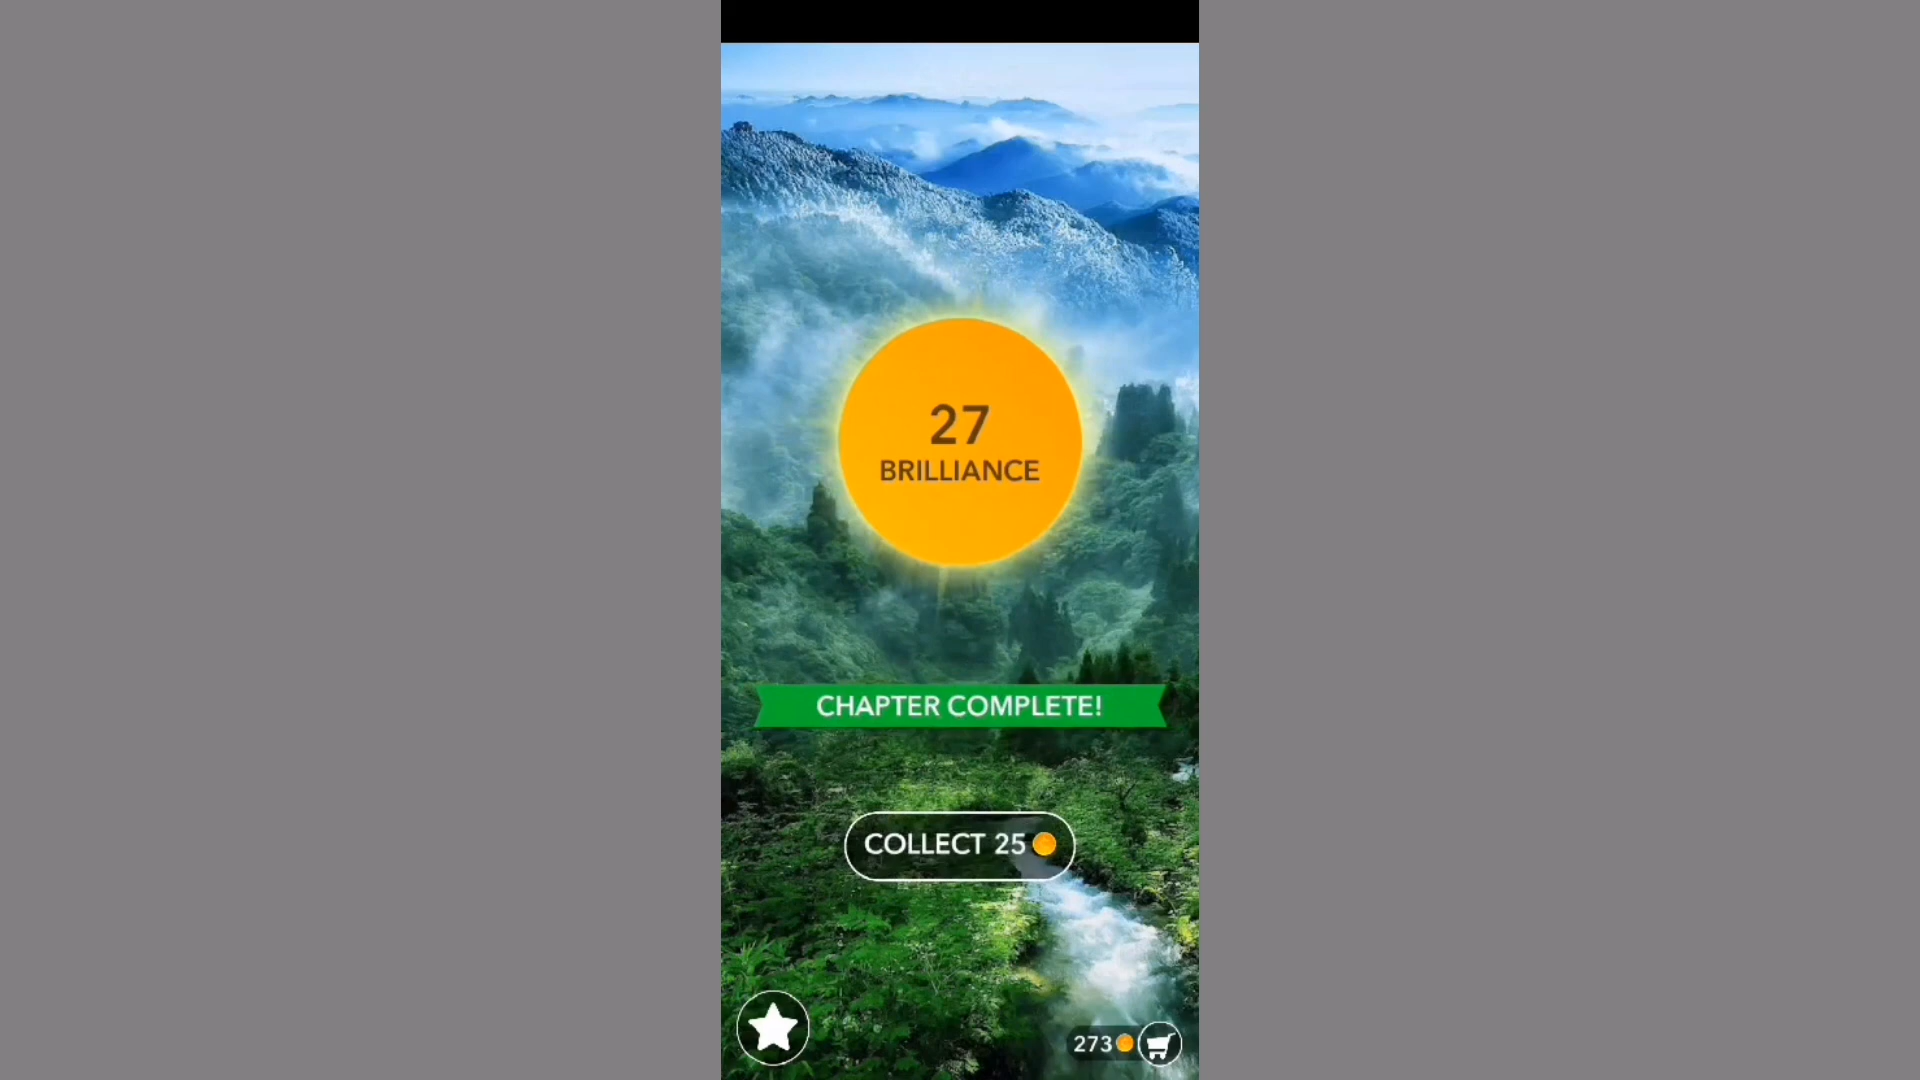 27
BRILLIANCE
CHAPTER COMPLETE!
COLLECT 25
273